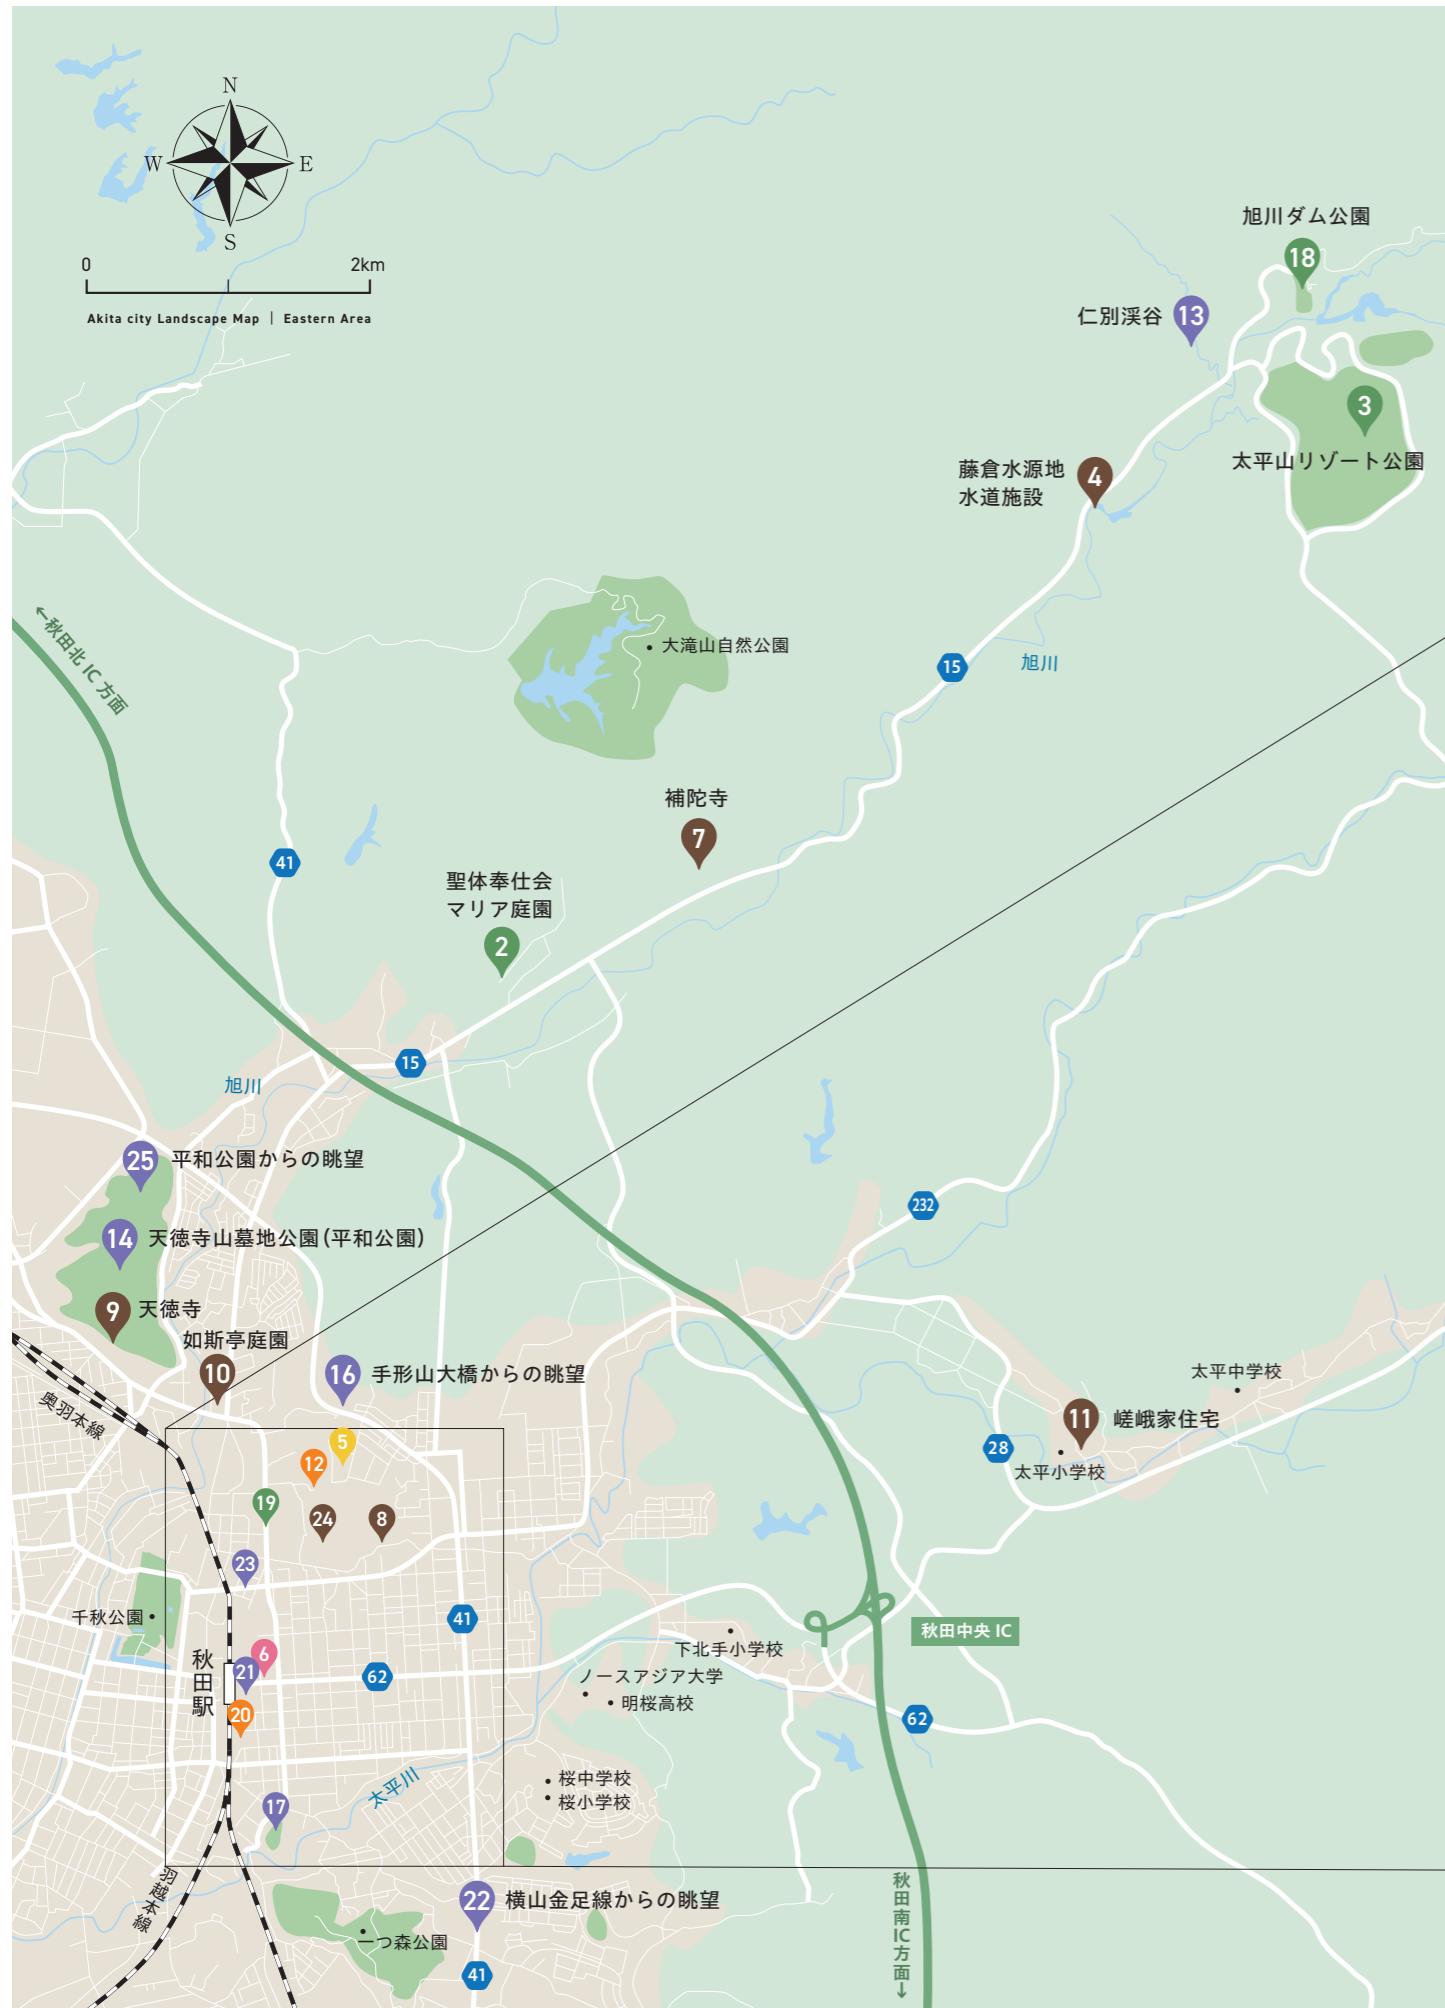 N
W
E
S
0
2km
Akita city Landscape Map | Eastern Area
旭川ダム公園
18
仁別渓谷
13
3
太平山リゾート公園
藤倉水源地
水道施設
4
←秋田北IC方面
大滝山自然公園
15
旭川
補陀寺
7
41
聖体奉仕会
マリア庭園
2
15
旭川
25
平和公園からの眺望
14
天徳寺山墓地公園(平和公園)
232
9
天徳寺
如斯亭庭園
10
16
手形山大橋からの眺望
太平中学校
奥羽本線
11
嵯峨家住宅
5
12
28
太平小学校
19
24
8
23
千秋公園
41
秋田中央 IC
下北手小学校
秋田駅
6
21
62
ノースアジア大学
明桜高校
20
62
太平川
桜中学校
桜小学校
17
羽越本線
22
横山金足線からの眺望
秋田南IC方面→
一つ森公園
41